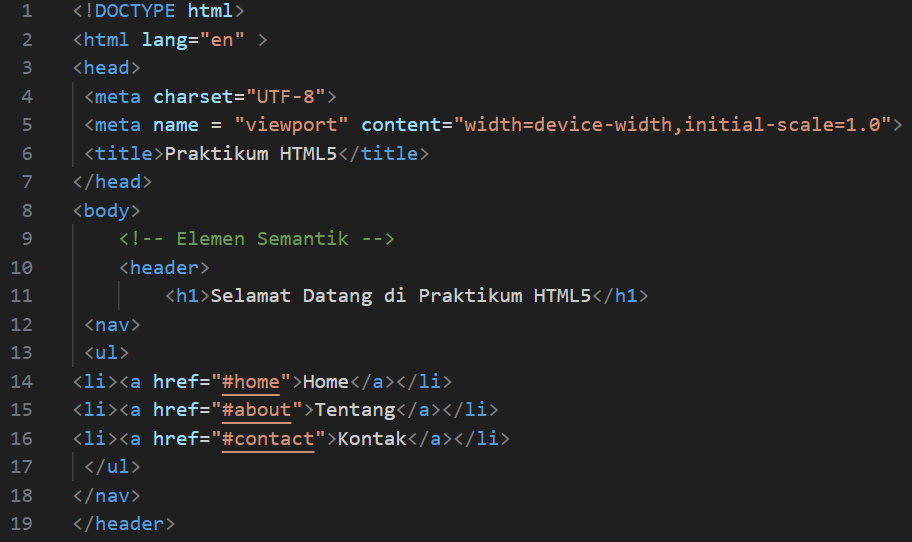 1 <!DOCTYPE html>
2 <html lang="en" >
3 <head>
4 <meta charset="UTF-8">
5 <meta name = "viewport" content="width=device-width,initial-scale=1.0">
6 <title>Praktikum HTML5</title>
7 </head>
8 <body>
9 <!-- Elemen Semantik -->
10 <header>
11 <h1>Selamat Datang di Praktikum HTML5</h1>
12 <nav>
13 <ul>
14 <li><a href="#home">Home</a></li>
15 <li><a href="#about">Tentang</a></li>
16 <li><a href="#contact">Kontak</a></li>
17 </ul>
18 </nav>
19 </header>